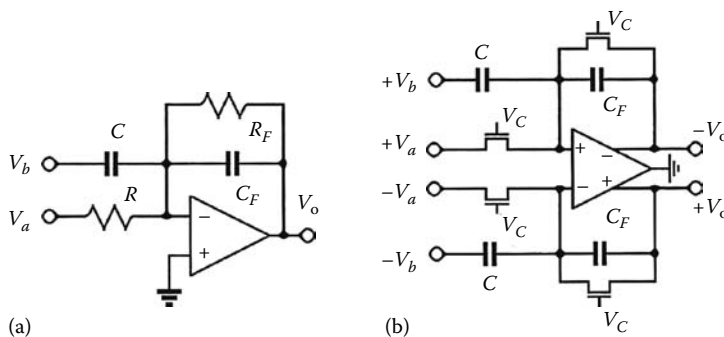 C
R_F
V_b
V_a
R
C_F
V_o
−
+
(a)
V_C
C
+V_b
C_F
V_C
+V_a
−V_a
V_C
+
−
−
+
−V_o
+V_o
−V_b
C
C_F
V_C
(b)